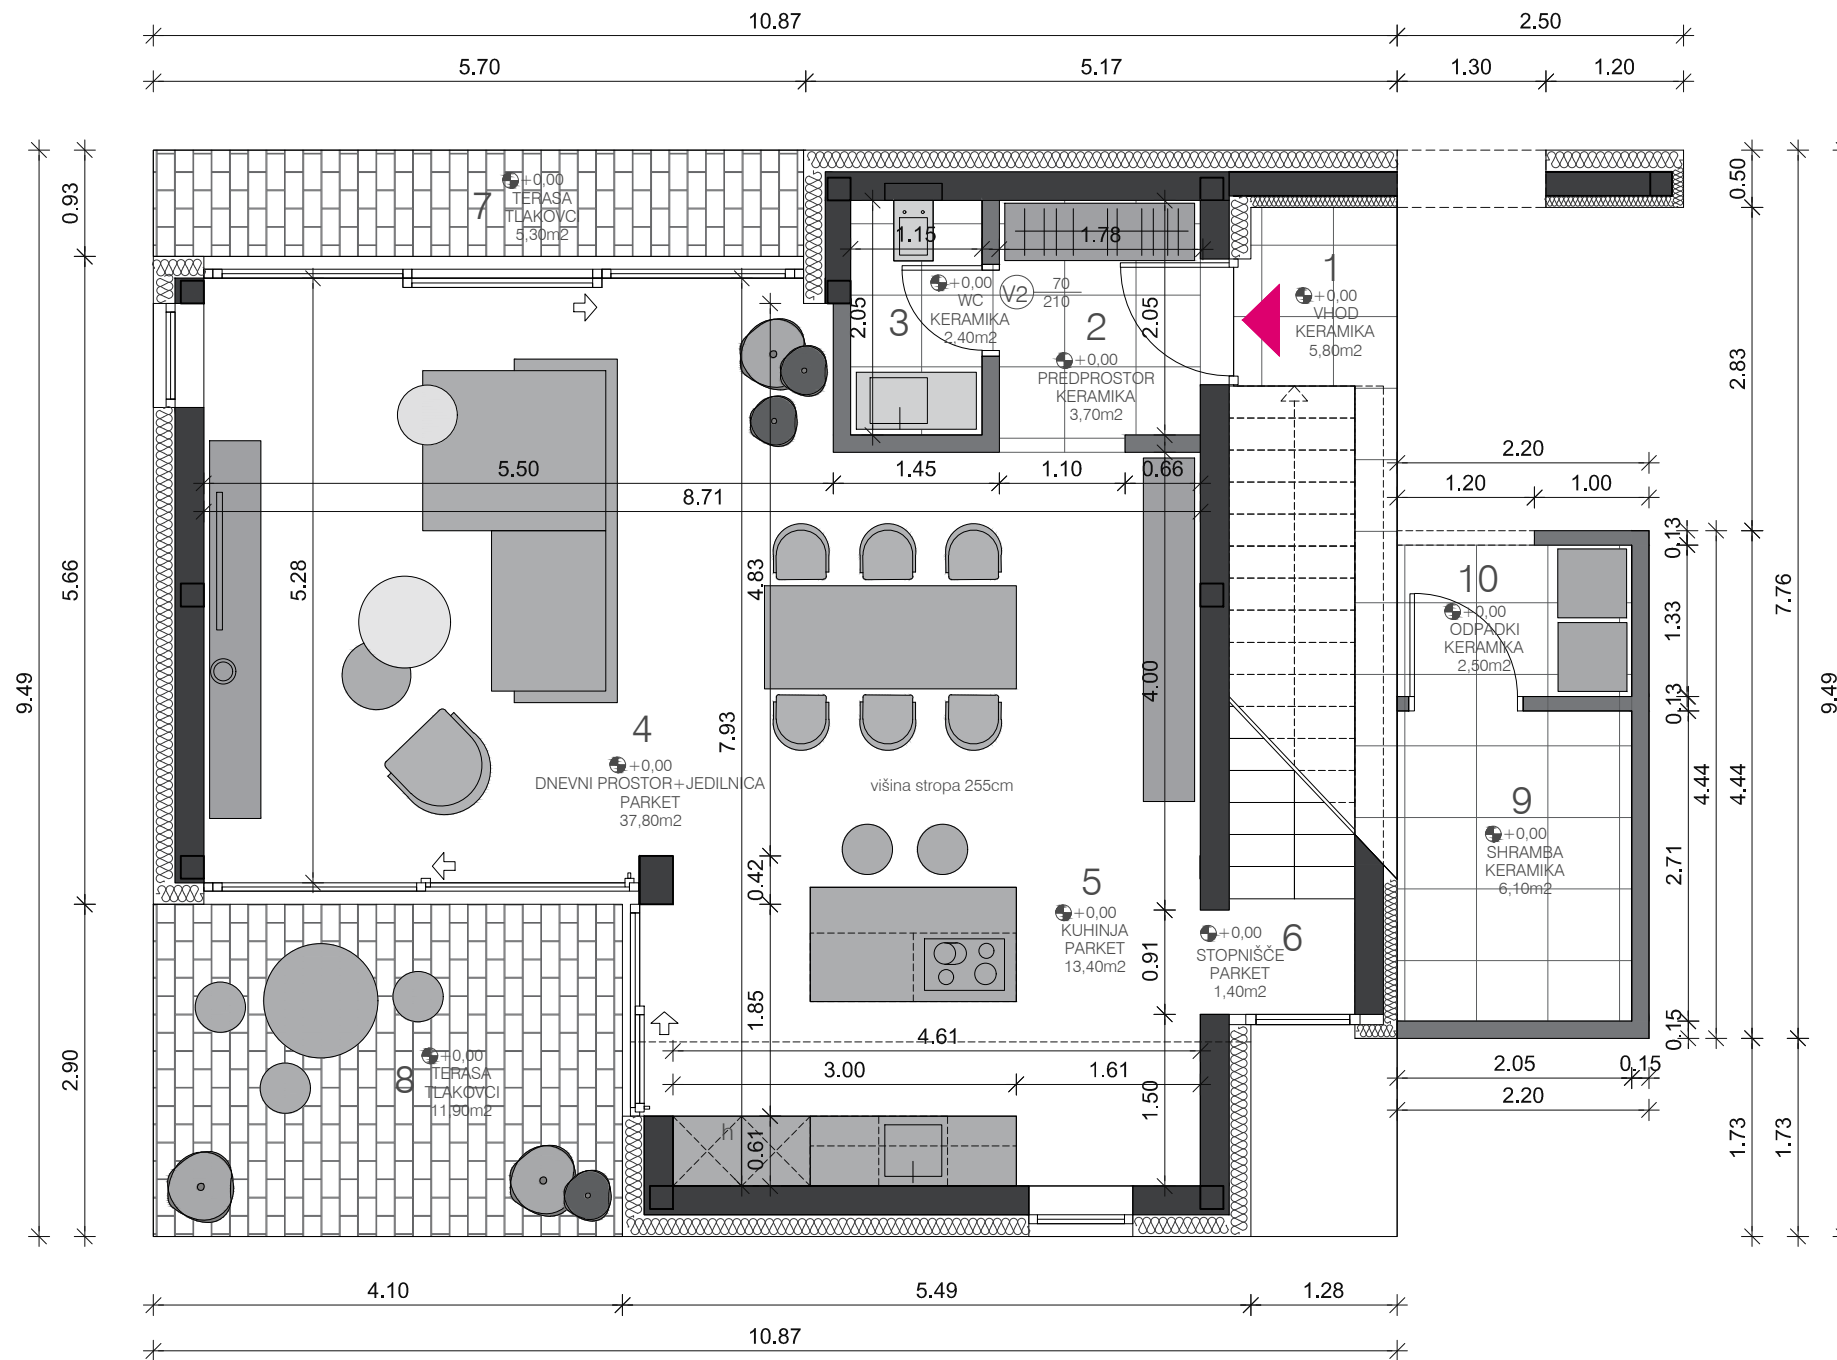 10.87
2.50
5.70
5.17
1.30
1.20
0.93
0.50
7
+0,00
TERASA
TLAKOVCI
5,30m2
1.15
1.78
3
+0,00
WC
KERAMIKA
2,40m2
2.05
V2
70
210
2
+0,00
PREDPROSTOR
KERAMIKA
3,70m2
2.05
1
+0,00
VHOD
KERAMIKA
5,80m2
2.83
5.50
1.45
1.10
0.66
8.71
2.20
1.20
1.00
9.49
5.66
5.28
4.83
7.93
4.00
0.13
10
+0,00
ODPADKI
KERAMIKA
2,50m2
1.33
0.13
7.76
9.49
4
+0,00
DNEVNI PROSTOR+JEDILNICA
PARKET
37,80m2
višina stropa 255cm
9
+0,00
SHRAMBA
KERAMIKA
6,10m2
2.71
4.44
4.44
0.42
5
+0,00
KUHINJA
PARKET
13,40m2
0.91
6
+0,00
STOPNIŠČE
PARKET
1,40m2
1.85
4.61
3.00
1.61
1.50
0.15
2.05
0.15
2.20
2.90
8
+0,00
TERASA
TLAKOVCI
11,90m2
h
0.61
1.73
1.73
4.10
5.49
1.28
10.87